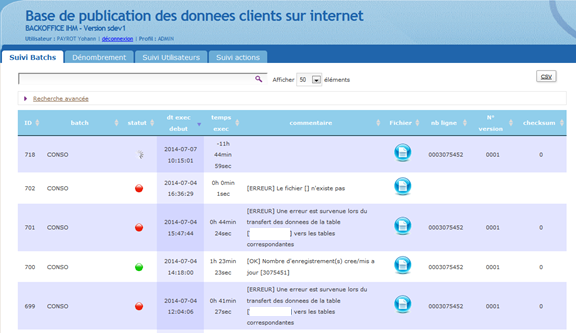 Base de publication des donnees clients sur internet
BACKOFFICE IHM - Version sdev1
Utilisateur : PAYROT Yohann | déconnexion | Profil : ADMIN
Suivi Batchs Dénombrement Suivi Utilisateurs Suivi actions
Afficher 50 éléments CSV
Recherche avancée
ID batch statut dt exec debut temps exec commentaire Fichier nb ligne N° version checksum
718 CONSO 2014-07-07 10:15:01 -11h 44min 59sec 0003075452 0001 0
702 CONSO 2014-07-04 16:36:29 0h 0min 1sec [ERREUR] Le fichier [] n'existe pas
701 CONSO 2014-07-04 15:47:44 0h 44min 24sec [ERREUR] Une erreur est survenue lors du transfert des donnees de la table [ ] vers les tables correspondantes 0003075452 0001 0
700 CONSO 2014-07-04 14:18:00 1h 23min 23sec [OK] Nombre d'enregistrement(s) cree/mis a jour [3075451] 0003075452 0001 0
699 CONSO 2014-07-04 12:04:06 0h 41min 27sec [ERREUR] Une erreur est survenue lors du transfert des donnees de la table [ ] vers les tables correspondantes 0003075452 0001 0